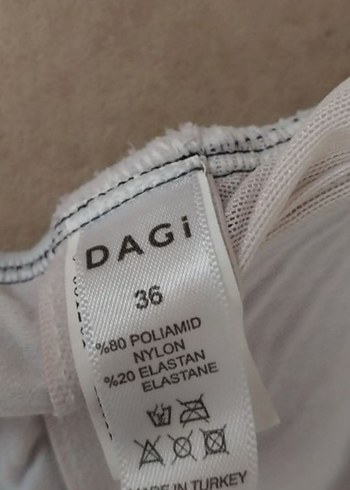 DAGi
36
%80 POLIAMID
NYLON
%20 ELASTAN
ELASTANE
MADE IN TURKEY